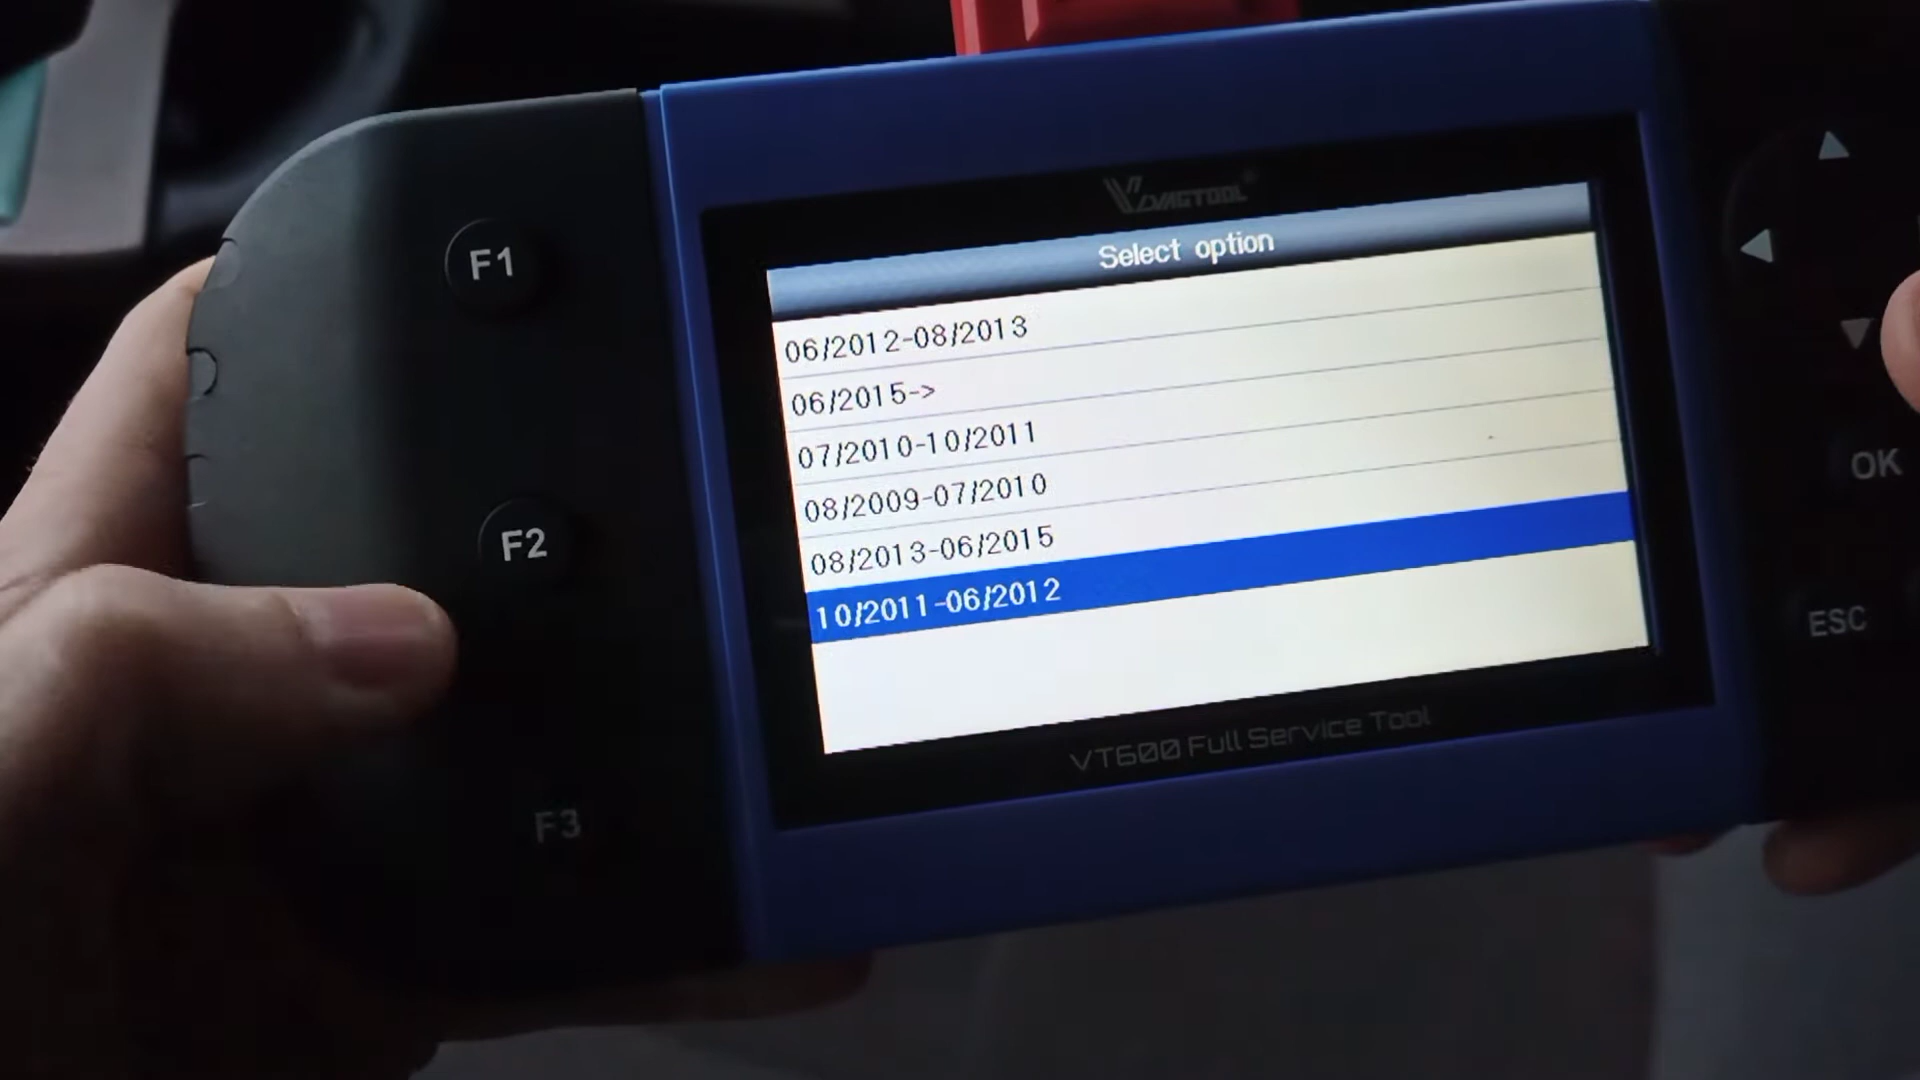 VAGTOOL®
Select option
06/2012-08/2013
06/2015->
07/2010-10/2011
08/2009-07/2010
08/2013-06/2015
10/2011-06/2012
VT600 Full Service Tool
F1
F2
F3
OK
ESC